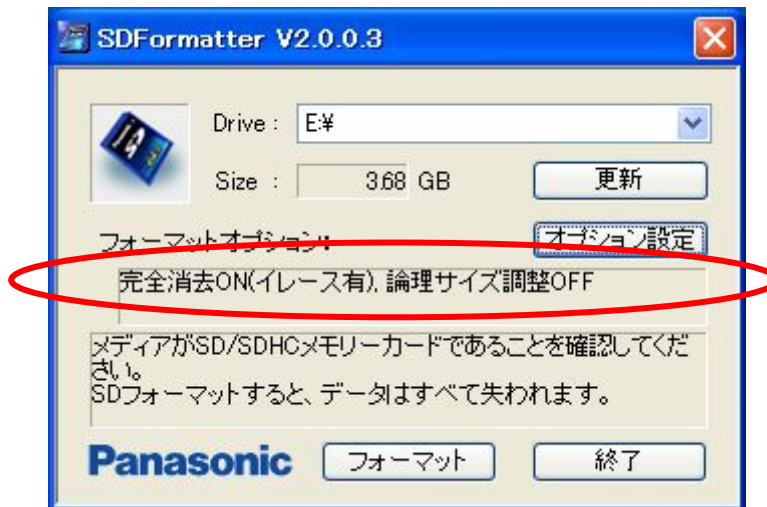 SDFormatter V2.0.0.3
Drive : E:¥
Size : 3.68 GB 更新
フォーマットオプション: オプション設定
完全消去ON(イレース有), 論理サイズ調整OFF
メディアがSD/SDHCメモリーカードであることを確認してくだ
さい。
SDフォーマットすると、データはすべて失われます。
Panasonic フォーマット 終了